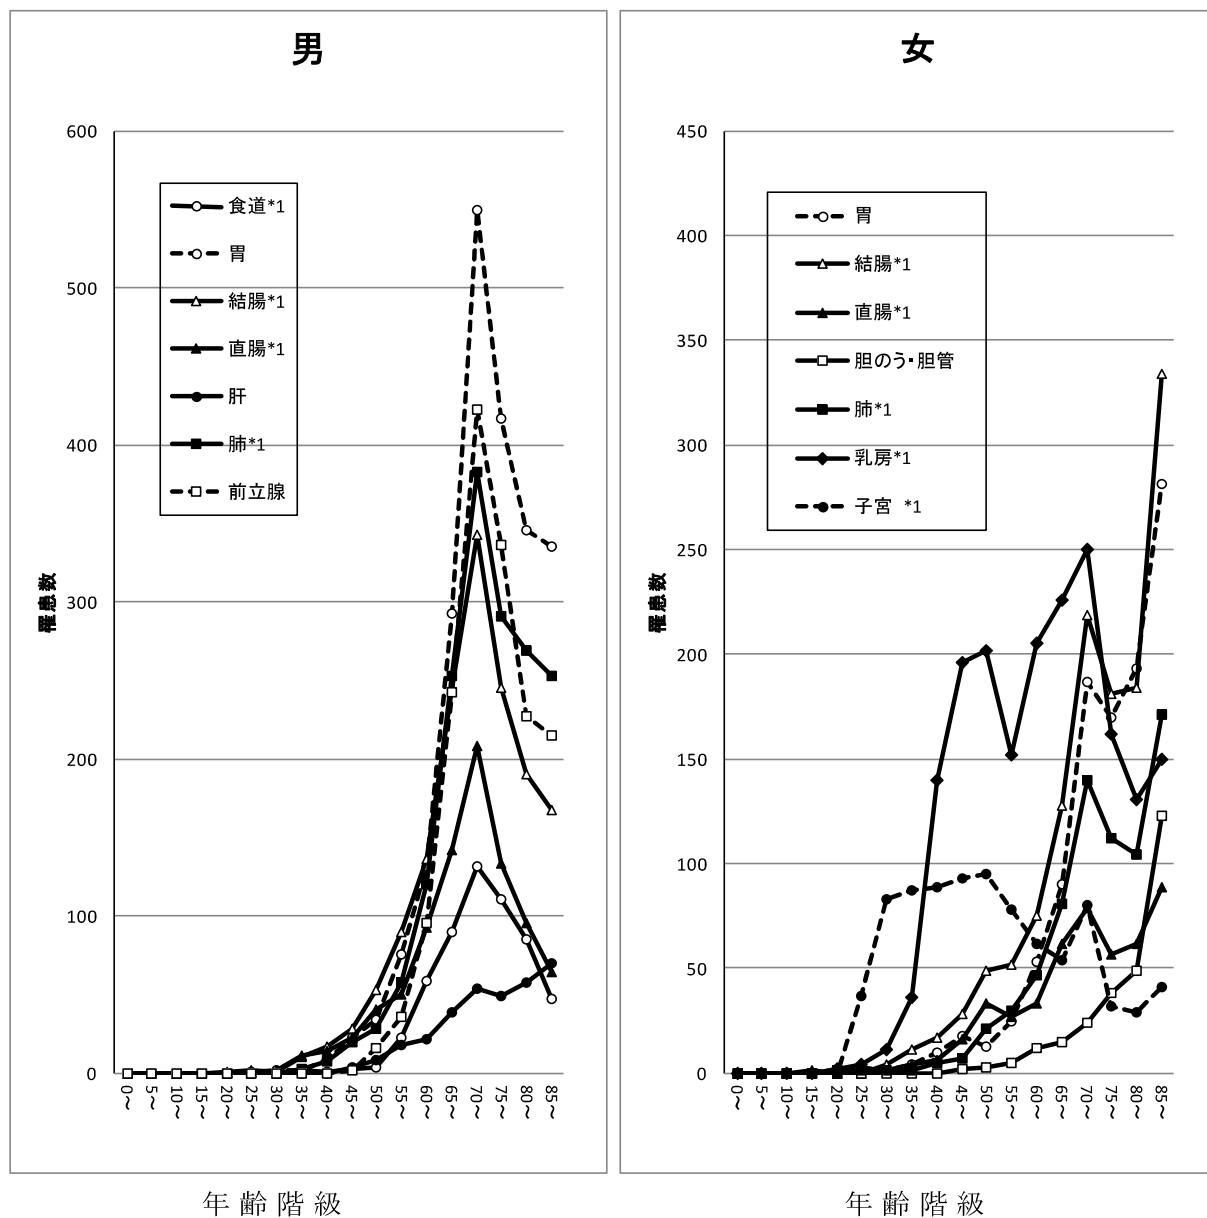 男
600
500
400
300
200
100
0
罹患数
食道*1
胃
結腸*1
直腸*1
肝
肺*1
前立腺
0～
5～
10～
15～
20～
25～
30～
35～
40～
45～
50～
55～
60～
65～
70～
75～
80～
85～
年齢階級
女
450
400
350
300
250
200
150
100
50
0
罹患数
胃
結腸*1
直腸*1
胆のう・胆管
肺*1
乳房*1
子宮 *1
0～
5～
10～
15～
20～
25～
30～
35～
40～
45～
50～
55～
60～
65～
70～
75～
80～
85～
年齢階級